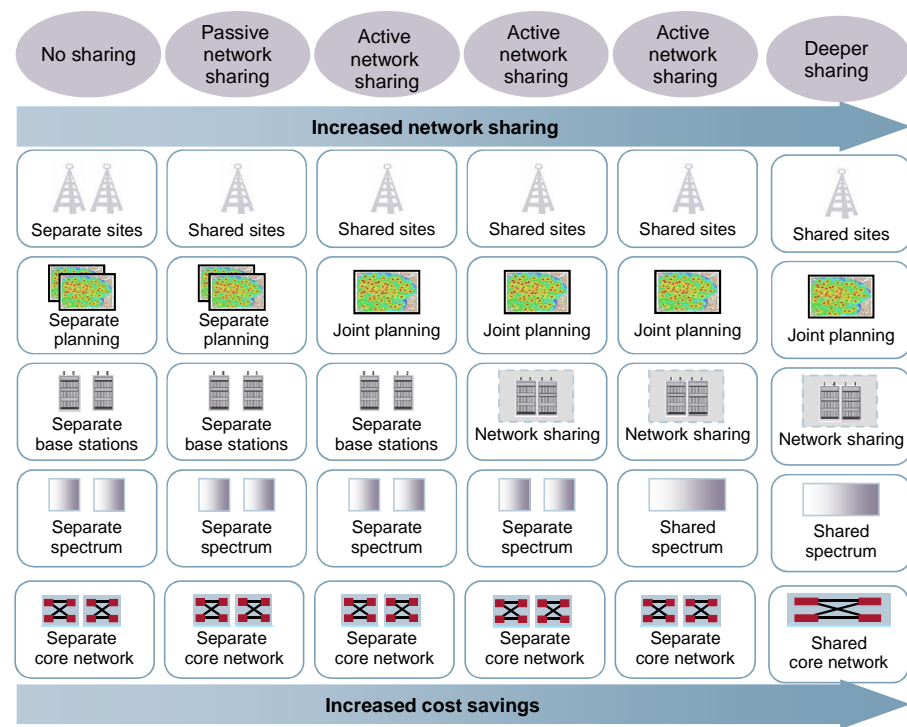 No sharing
Passive
network
sharing
Active
network
sharing
Active
network
sharing
Active
network
sharing
Deeper
sharing
Increased network sharing
Separate sites
Shared sites
Shared sites
Shared sites
Shared sites
Shared sites
Separate
planning
Separate
planning
Joint planning
Joint planning
Joint planning
Joint planning
Separate
base stations
Separate
base stations
Separate
base stations
Network sharing
Network sharing
Network sharing
Separate
spectrum
Separate
spectrum
Separate
spectrum
Separate
spectrum
Shared
spectrum
Shared
spectrum
Separate
core network
Separate
core network
Separate
core network
Separate
core network
Separate
core network
Shared
core network
Increased cost savings